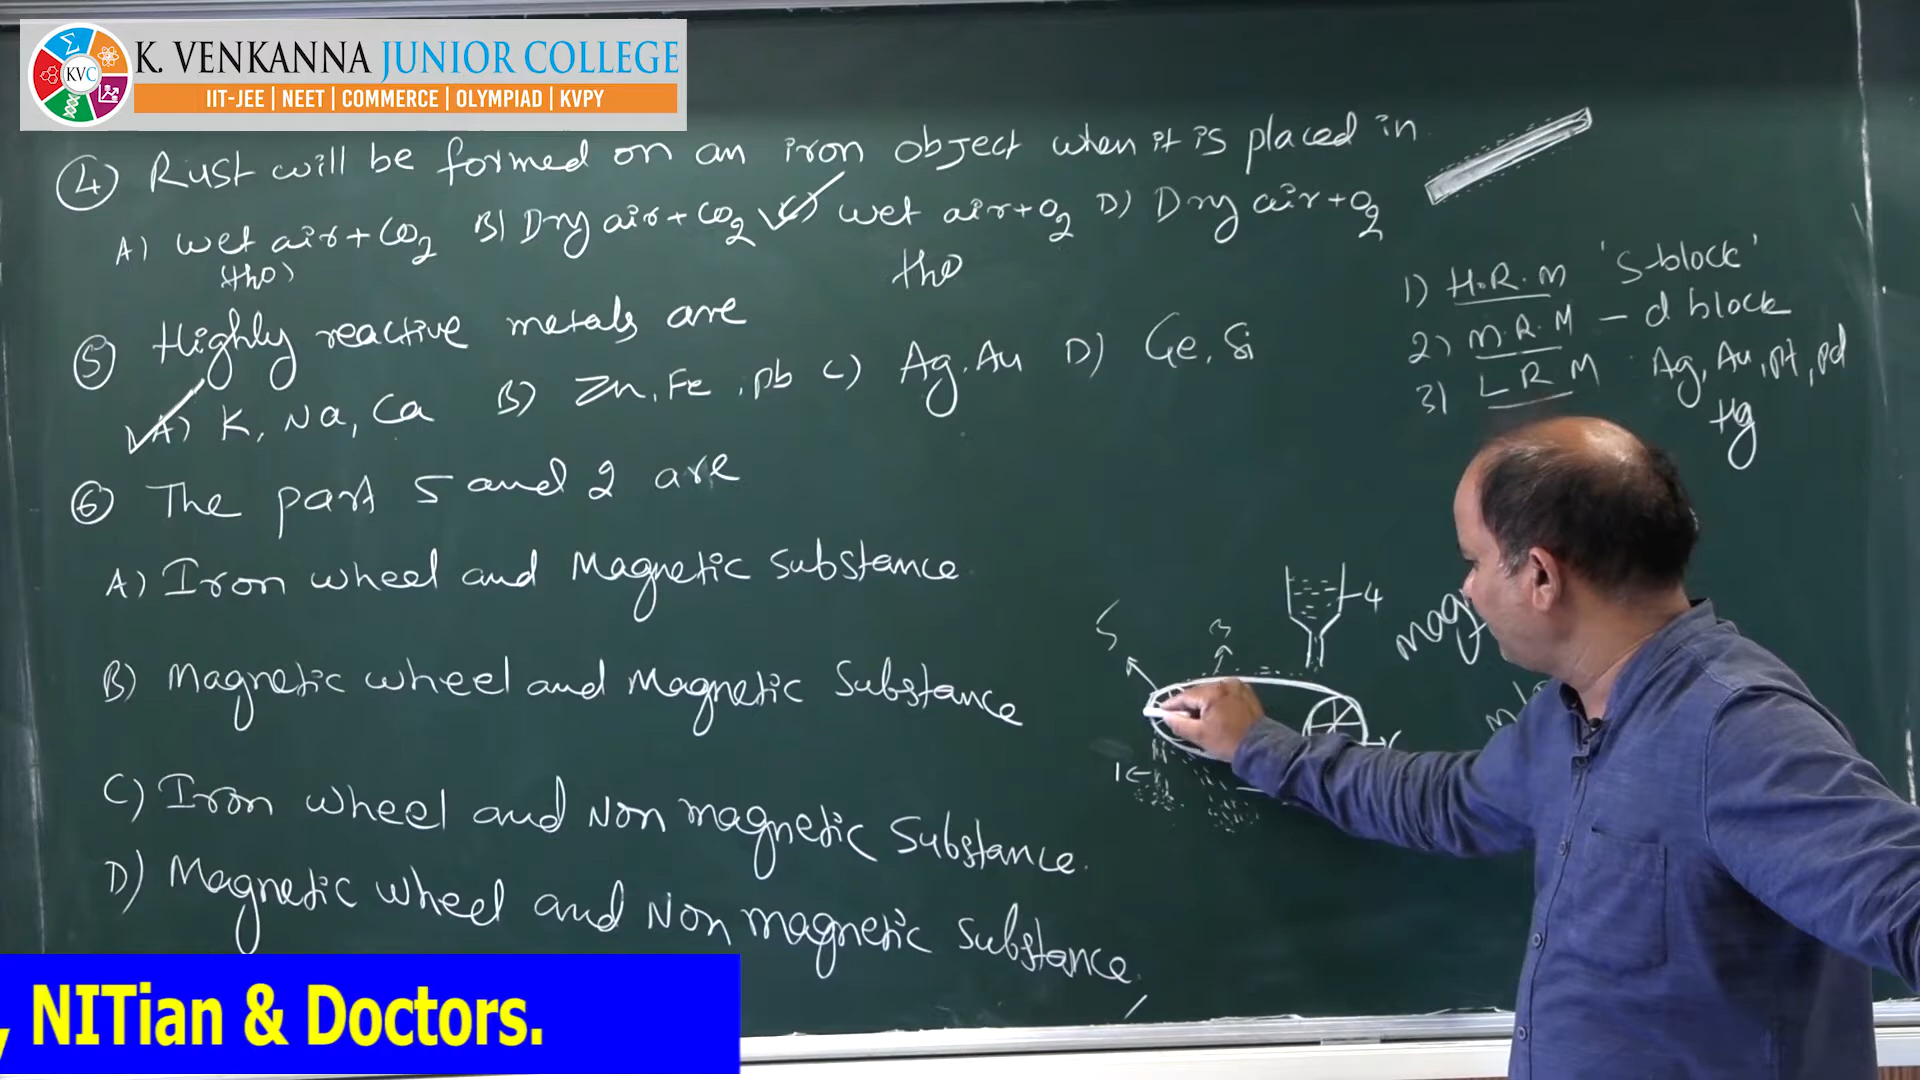 KVC
K. VENKANNA JUNIOR COLLEGE
IIT-JEE | NEET | COMMERCE | OLYMPIAD | KVPY
④ Rust will be formed on an iron object when it is placed in
A) wet air + CO2 B) Dry air + CO2 C) wet air + O2 D) Dry air + O2
⑤ Highly reactive metals are
A) K, Na, Ca B) Zn, Fe, pb C) Ag, Au D) Ge, Si
⑥ The part 5 and 2 are
A) Iron wheel and Magnetic substance
B) Magnetic wheel and Magnetic Substance
C) Iron wheel and Non magnetic Substance.
D) Magnetic wheel and Non magnetic Substance.
1) H.R.M 'S-block'
2) M.R.M - d block
3) L R M Ag, Au, pt, pd
Hg
4
5
3
1
NITian & Doctors.